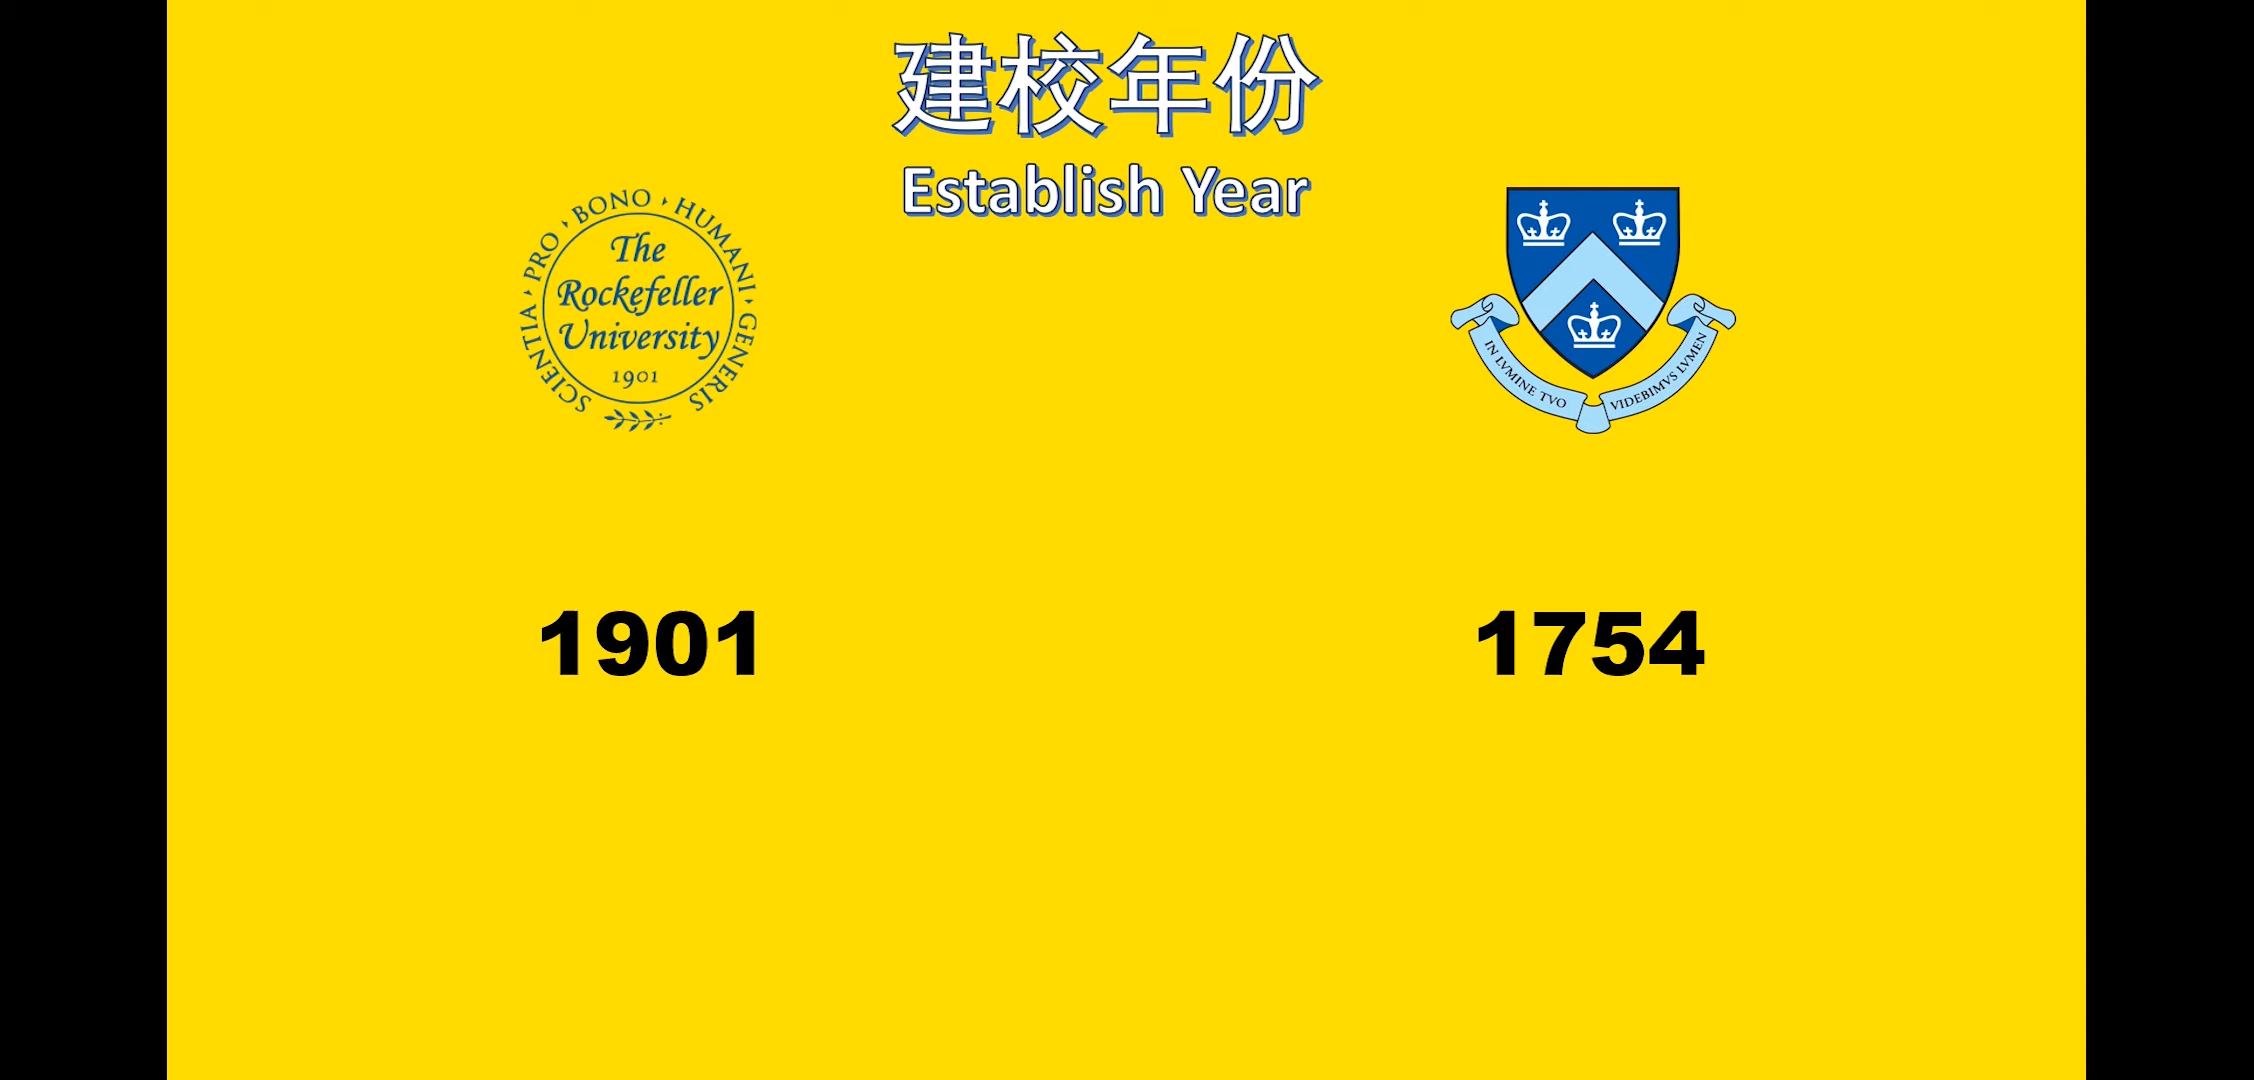 建校年份
Establish Year
SCIENTIA · PRO · BONO · HUMANI · GENERIS
The
Rockefeller
University
1901
IN LVMINE TVO VIDEBIMVS LVMEN
1901
1754